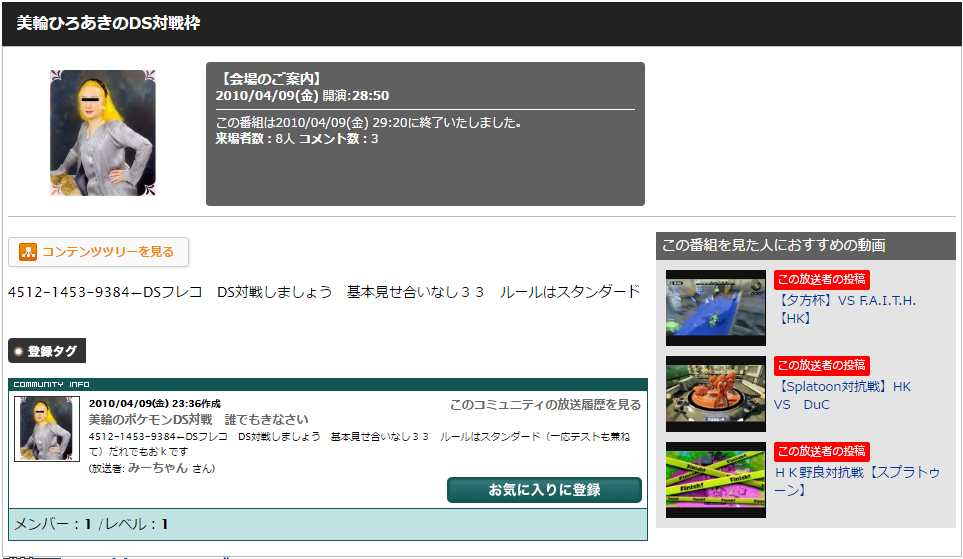 美輪ひろあきのDS対戦枠
【会場のご案内】
2010/04/09(金) 開演:28:50
この番組は2010/04/09(金) 29:20に終了いたしました。
来場者数：8人 コメント数：3
コンテンツツリーを見る
4512-1453-9384←DSフレコ　DS対戦しましょう　基本見せ合いなし３３　ルールはスタンダード
登録タグ
COMMUNITY INFO
2010/04/09(金) 23:36作成
このコミュニティの放送履歴を見る
美輪のポケモンDS対戦　誰でもきなさい
4512-1453-9384←DSフレコ　DS対戦しましょう　基本見せ合いなし３３　ルールはスタンダード（一応テストも兼ね
て）だれでもおｋです
(放送者: みーちゃん さん)
お気に入りに登録
メンバー：1 /レベル：1
この番組を見た人におすすめの動画
この放送者の投稿
【夕方杯】VS F.A.I.T.H.
【HK】
この放送者の投稿
【Splatoon対抗戦】HK
VS　DuC
この放送者の投稿
ＨＫ野良対抗戦【スプラトゥ
ーン】
Finish!
Finish!
Finish!